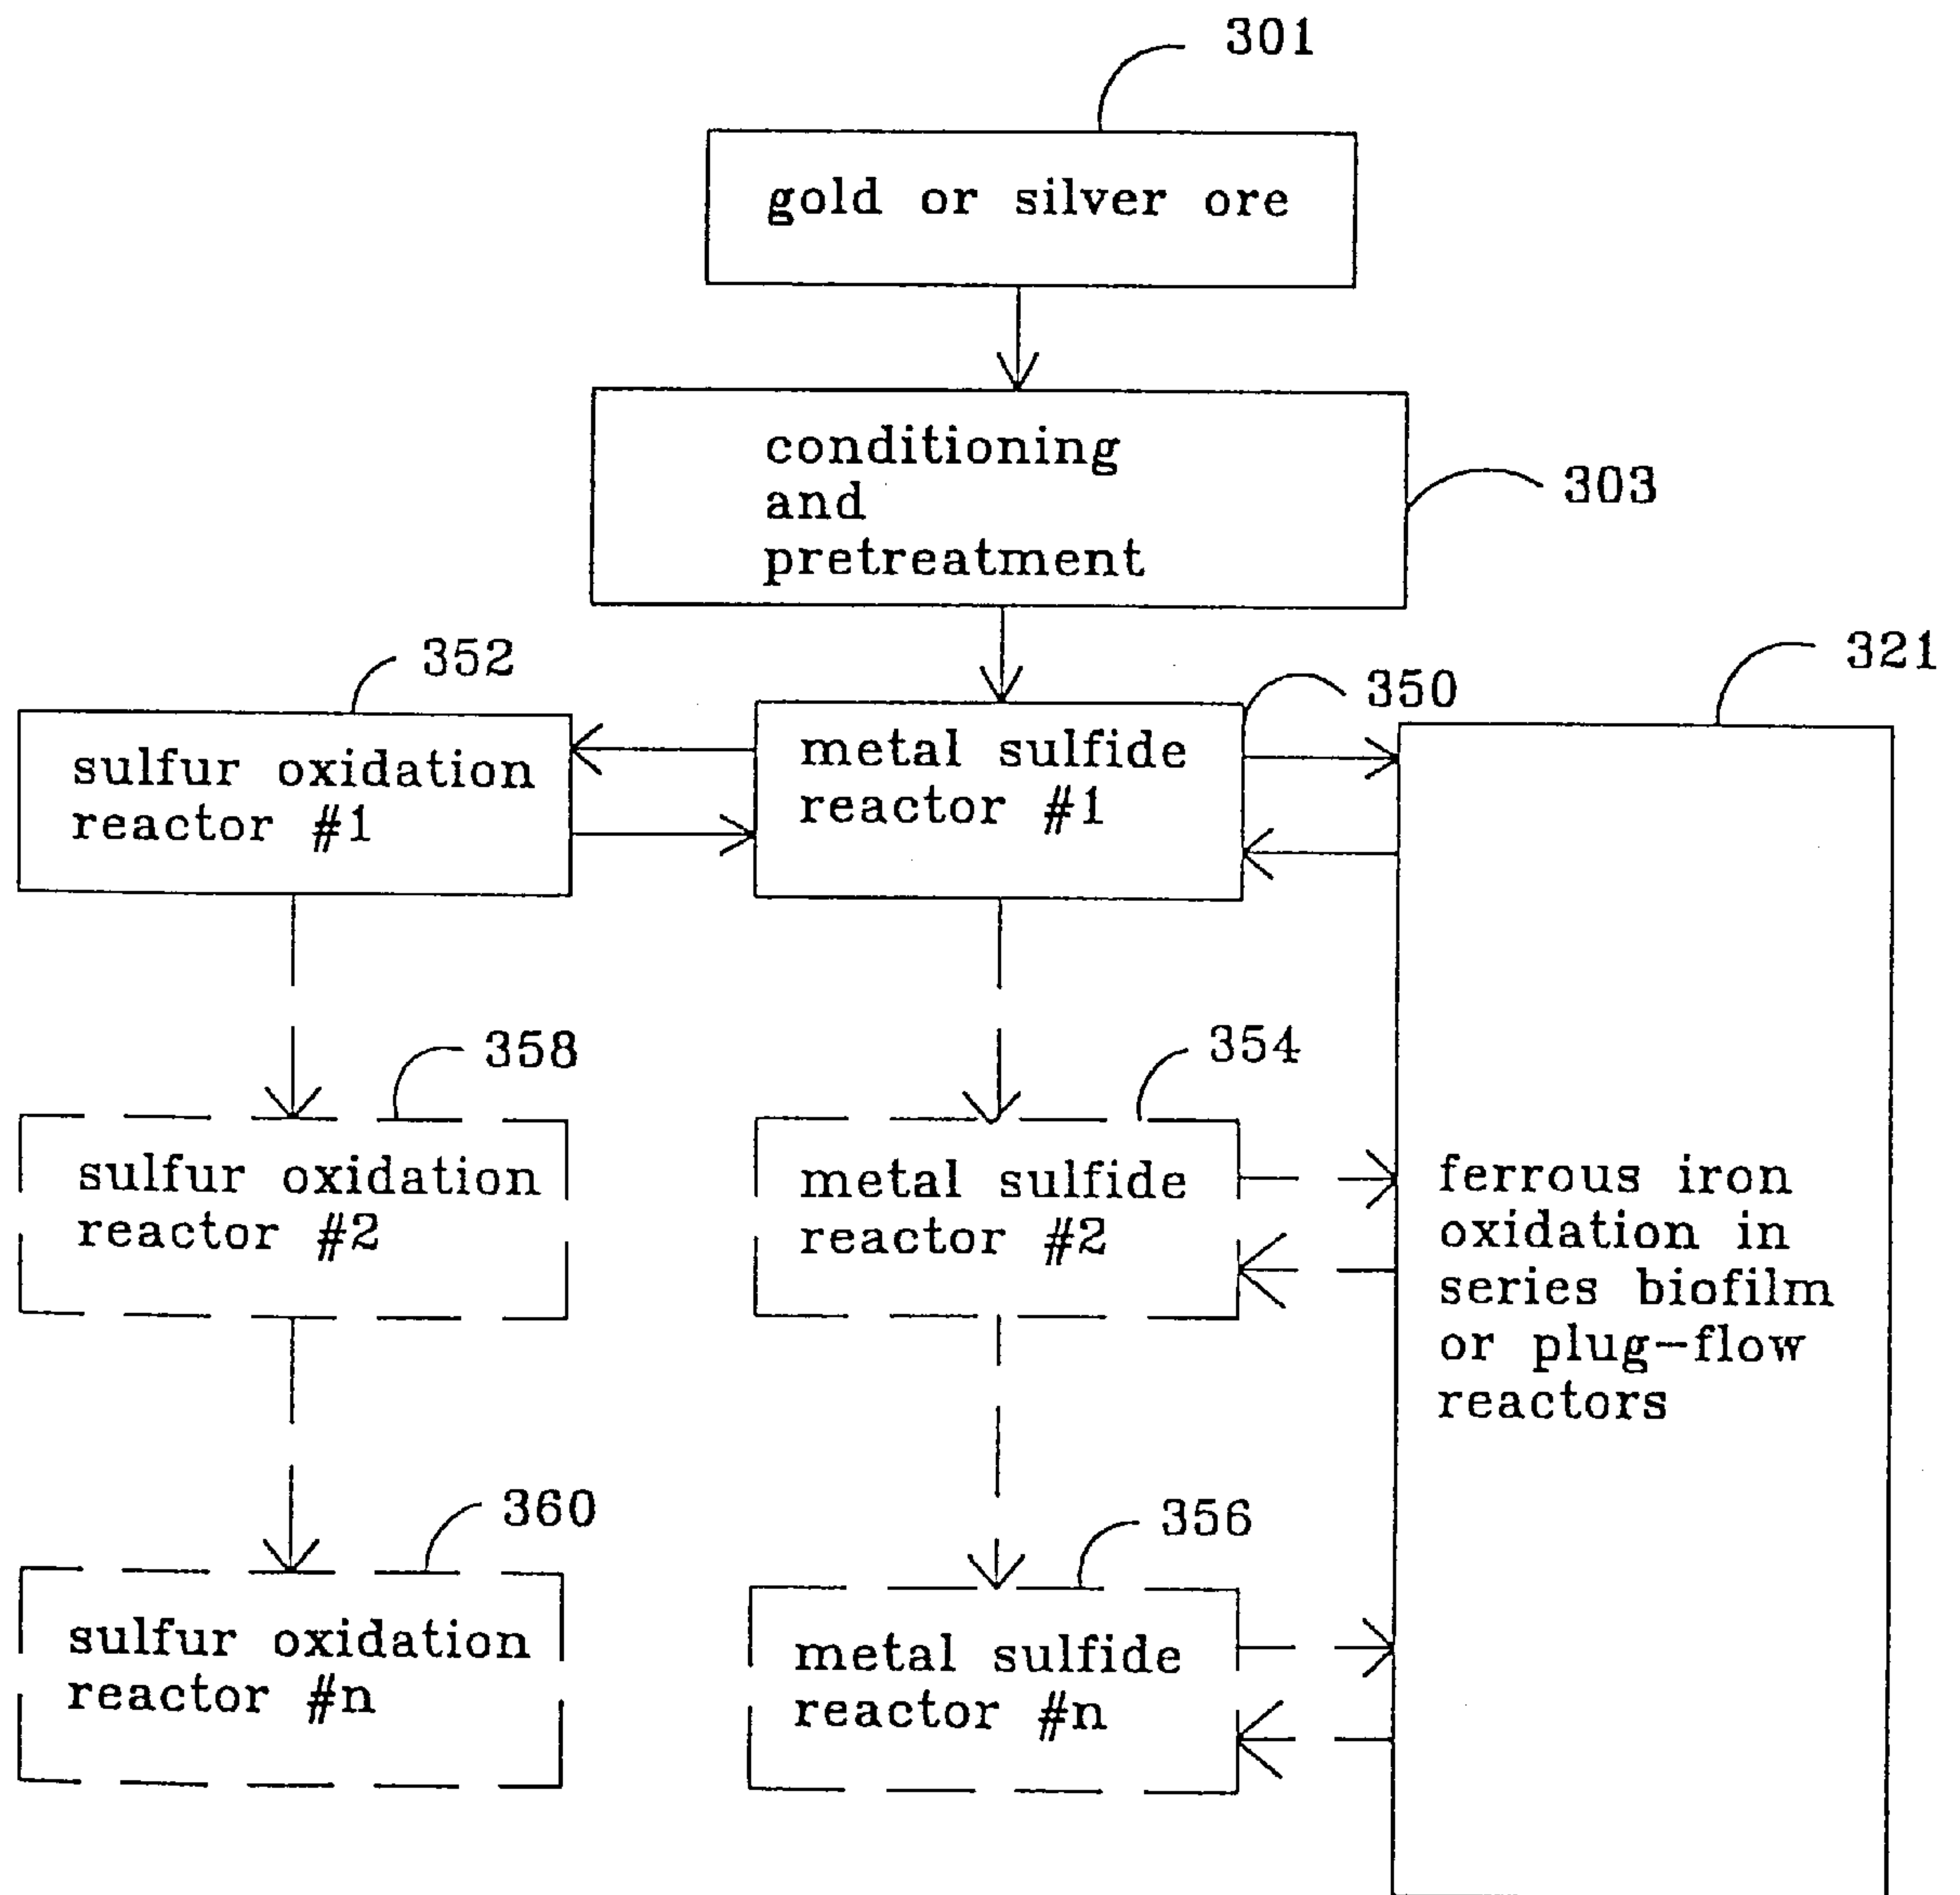 301
gold or silver ore
conditioning
and
pretreatment
303
352
350
321
sulfur oxidation
reactor #1
metal sulfide
reactor #1
358
354
sulfur oxidation
reactor #2
metal sulfide
reactor #2
ferrous iron
oxidation in
series biofilm
or plug-flow
reactors
360
356
sulfur oxidation
reactor #n
metal sulfide
reactor #n